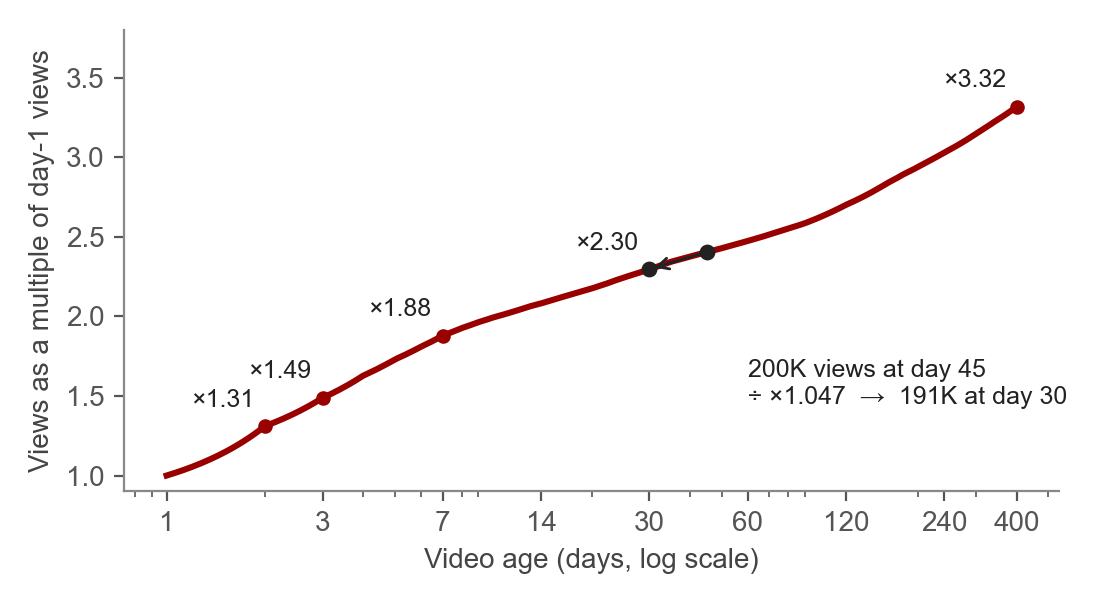 Views as a multiple of day-1 views
3.5
3.0
2.5
2.0
1.5
1.0
×1.31
×1.49
×1.88
×2.30
×3.32
200K views at day 45
÷ ×1.047 → 191K at day 30
1 3 7 14 30 60 120 240 400
Video age (days, log scale)